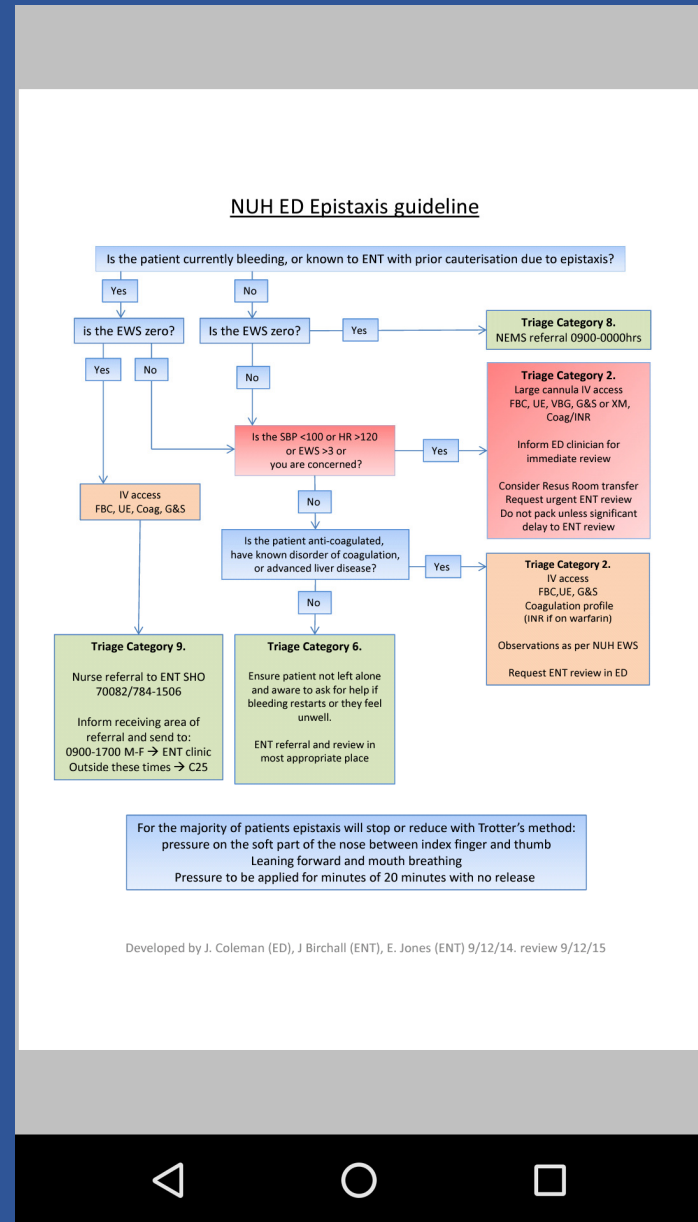 NUH ED Epistaxis guideline
Is the patient currently bleeding, or known to ENT with prior cauterisation due to epistaxis?
Yes
No
is the EWS zero?
Is the EWS zero?
Yes
Triage Category 8.
NEMS referral 0900-0000hrs
Yes
No
No
Triage Category 2.
Large cannula IV access
FBC, UE, VBG, G&S or XM,
Coag/INR
Inform ED clinician for
immediate review
Consider Resus Room transfer
Request urgent ENT review
Do not pack unless significant
delay to ENT review
Is the SBP <100 or HR >120
or EWS >3 or
you are concerned?
Yes
IV access
FBC, UE, Coag, G&S
No
Is the patient anti-coagulated,
have known disorder of coagulation,
or advanced liver disease?
Yes
Triage Category 2.
IV access
FBC,UE, G&S
Coagulation profile
(INR if on warfarin)
Observations as per NUH EWS
Request ENT review in ED
No
Triage Category 9.
Nurse referral to ENT SHO
70082/784-1506
Inform receiving area of
referral and send to:
0900-1700 M-F → ENT clinic
Outside these times → C25
Triage Category 6.
Ensure patient not left alone
and aware to ask for help if
bleeding restarts or they feel
unwell.
ENT referral and review in
most appropriate place
For the majority of patients epistaxis will stop or reduce with Trotter's method:
pressure on the soft part of the nose between index finger and thumb
Leaning forward and mouth breathing
Pressure to be applied for minutes of 20 minutes with no release
Developed by J. Coleman (ED), J Birchall (ENT), E. Jones (ENT) 9/12/14. review 9/12/15